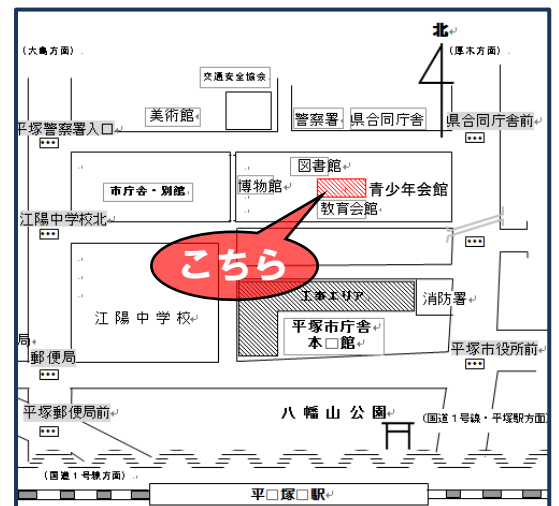 北
(大島方面)
(厚木方面)
交通安全協会
美術館
警察署
県合同庁舎
県合同庁舎前
平塚警察署入口
図書館
博物館
青少年会館
市庁舎・別館
教育会館
江陽中学校北
こちら
工事エリア
消防署
江陽中学校
平塚市庁舎
本□館
局
郵便局
平塚市役所前
平塚郵便局前
八幡山公園
(国道1号線・平塚駅方面)
(国道1号線方面)
平□塚□駅